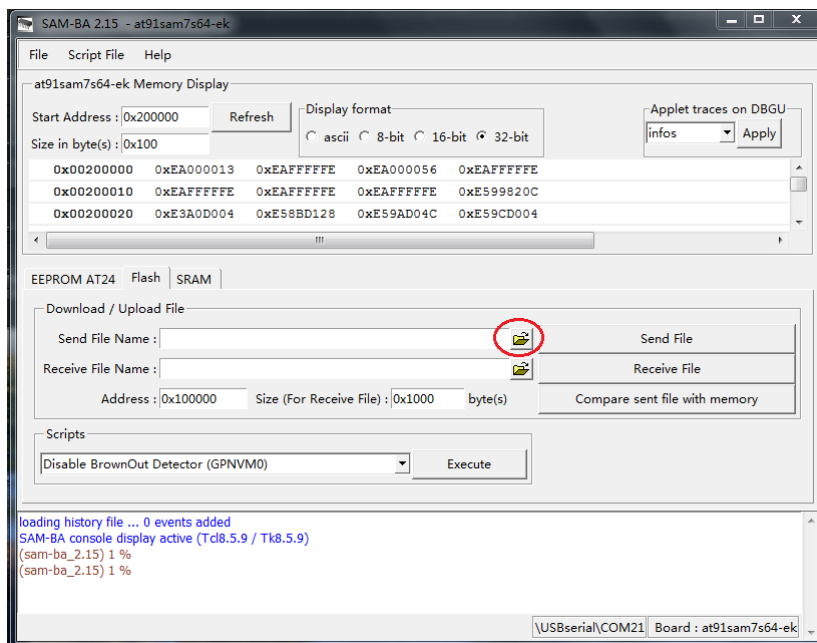 SAM-BA 2.15 - at91sam7s64-ek
File Script File Help
at91sam7s64-ek Memory Display
Start Address : 0x200000 Refresh
Size in byte(s) : 0x100
Display format
ascii 8-bit 16-bit 32-bit
Applet traces on DBGU
infos Apply
0x00200000 0xEA000013 0xEAFFFFFE 0xEA000056 0xEAFFFFFE
0x00200010 0xEAFFFFFE 0xEAFFFFFE 0xEAFFFFFE 0xE599820C
0x00200020 0xE3A0D004 0xE58BD128 0xE59AD04C 0xE59CD004
EEPROM AT24 Flash SRAM
Download / Upload File
Send File Name : Send File
Receive File Name : Receive File
Address : 0x100000 Size (For Receive File) : 0x1000 byte(s) Compare sent file with memory
Scripts
Disable BrownOut Detector (GPNVM0) Execute
loading history file ... 0 events added
SAM-BA console display active (Tcl8.5.9 / Tk8.5.9)
(sam-ba_2.15) 1 %
(sam-ba_2.15) 1 %
\USBserial\COM21 Board : at91sam7s64-ek